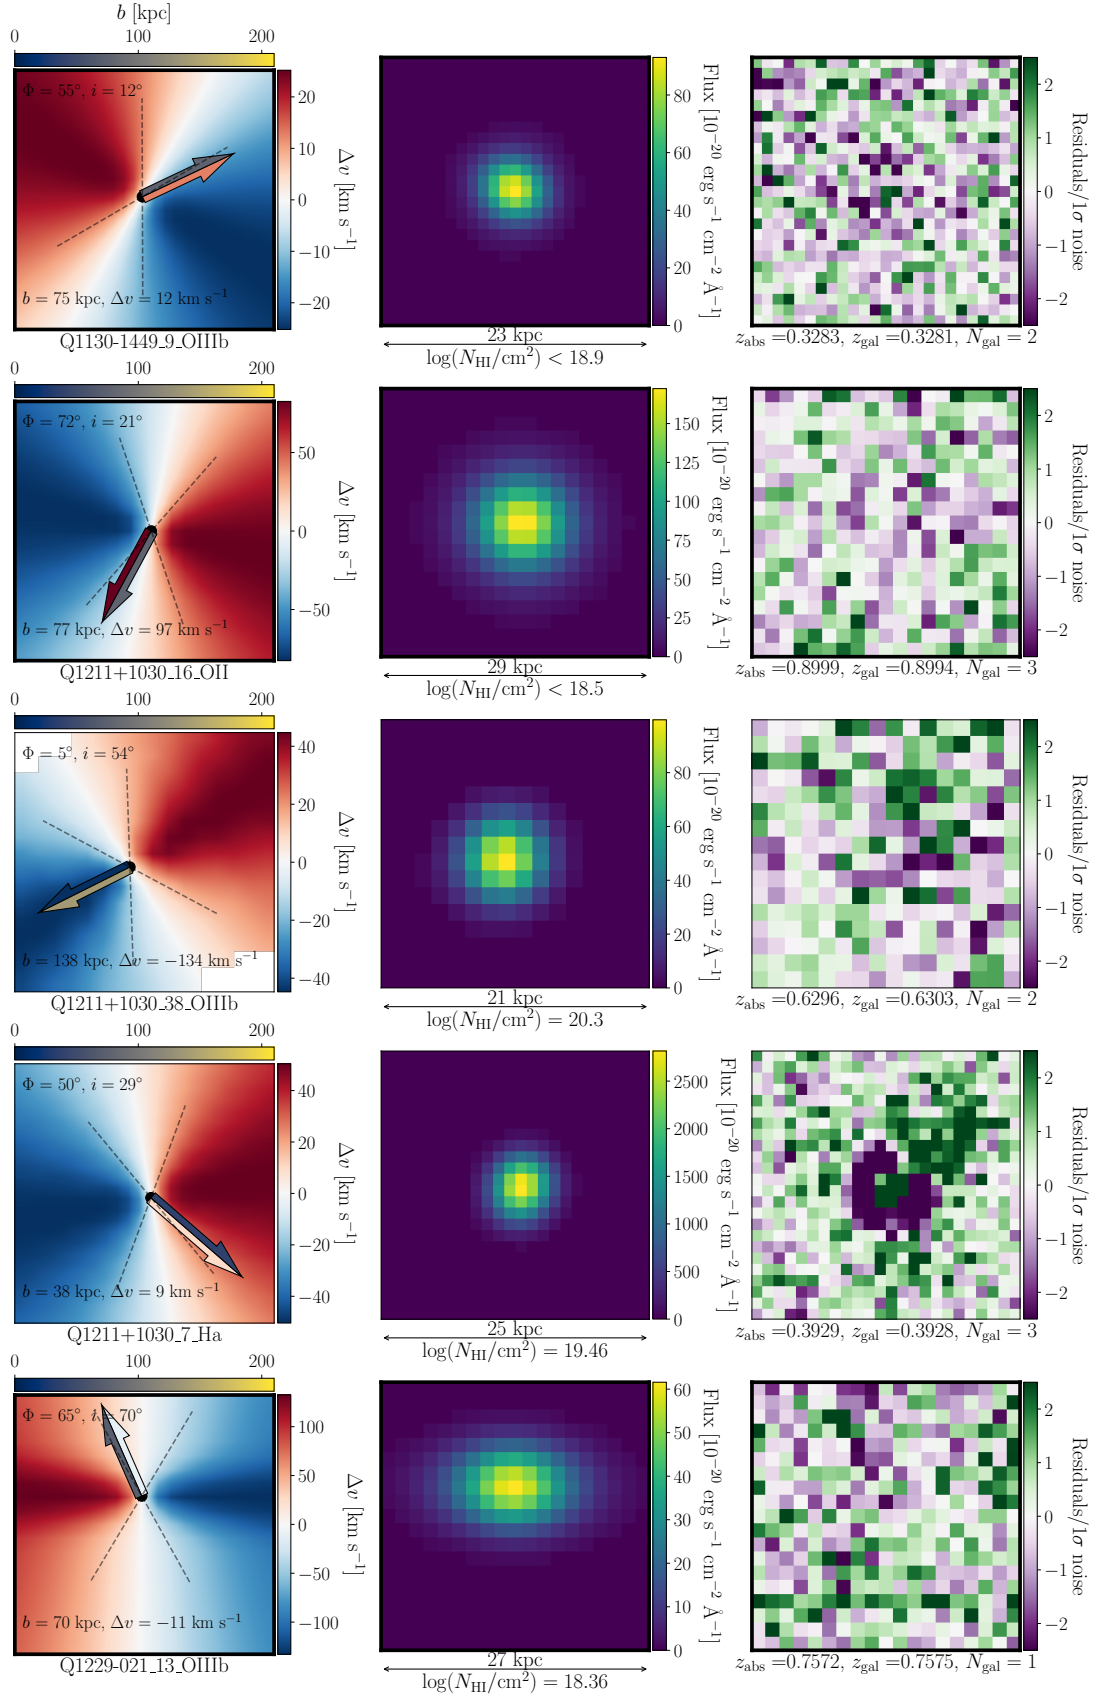 b [kpc]
0 100 200
Φ = 55°, i = 12°
b = 75 kpc, Δv = 12 km s⁻¹
Q1130-1449_9_OIIIb
20
10
0
−10
−20
Δv [km s⁻¹]
23 kpc
log(N_HI/cm²) < 18.9
80
60
40
20
0
Flux [10⁻²⁰ erg s⁻¹ cm⁻² Å⁻¹]
z_abs =0.3283, z_gal =0.3281, N_gal = 2
2
1
0
−1
−2
Residuals/1σ noise
0 100 200
Φ = 72°, i = 21°
b = 77 kpc, Δv = 97 km s⁻¹
Q1211+1030_16_OII
50
0
−50
Δv [km s⁻¹]
29 kpc
log(N_HI/cm²) < 18.5
150
125
100
75
50
25
0
Flux [10⁻²⁰ erg s⁻¹ cm⁻² Å⁻¹]
z_abs =0.8999, z_gal =0.8994, N_gal = 3
2
1
0
−1
−2
Residuals/1σ noise
0 100 200
Φ = 5°, i = 54°
b = 138 kpc, Δv = −134 km s⁻¹
Q1211+1030_38_OIIIb
40
20
0
−20
−40
Δv [km s⁻¹]
21 kpc
log(N_HI/cm²) = 20.3
80
60
40
20
0
Flux [10⁻²⁰ erg s⁻¹ cm⁻² Å⁻¹]
z_abs =0.6296, z_gal =0.6303, N_gal = 2
2
1
0
−1
−2
Residuals/1σ noise
0 100 200
Φ = 50°, i = 29°
b = 38 kpc, Δv = 9 km s⁻¹
Q1211+1030_7_Ha
40
20
0
−20
−40
Δv [km s⁻¹]
25 kpc
log(N_HI/cm²) = 19.46
2500
2000
1500
1000
500
0
Flux [10⁻²⁰ erg s⁻¹ cm⁻² Å⁻¹]
z_abs =0.3929, z_gal =0.3928, N_gal = 3
2
1
0
−1
−2
Residuals/1σ noise
0 100 200
Φ = 65°, i = 70°
b = 70 kpc, Δv = −11 km s⁻¹
Q1229-021_13_OIIIb
100
50
0
−50
−100
Δv [km s⁻¹]
27 kpc
log(N_HI/cm²) = 18.36
60
50
40
30
20
10
0
Flux [10⁻²⁰ erg s⁻¹ cm⁻² Å⁻¹]
z_abs =0.7572, z_gal =0.7575, N_gal = 1
2
1
0
−1
−2
Residuals/1σ noise